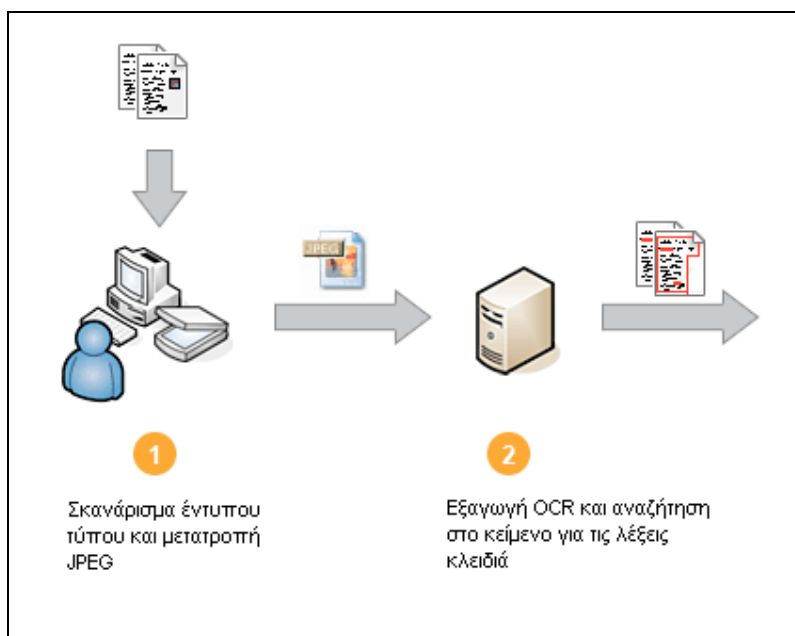 JPEG
1
2
Σκανάρισμα έντυπου
τύπου και μετατροπή
JPEG
Εξαγωγή OCR και αναζήτηση
στο κείμενο για τις λέξεις
κλειδιά